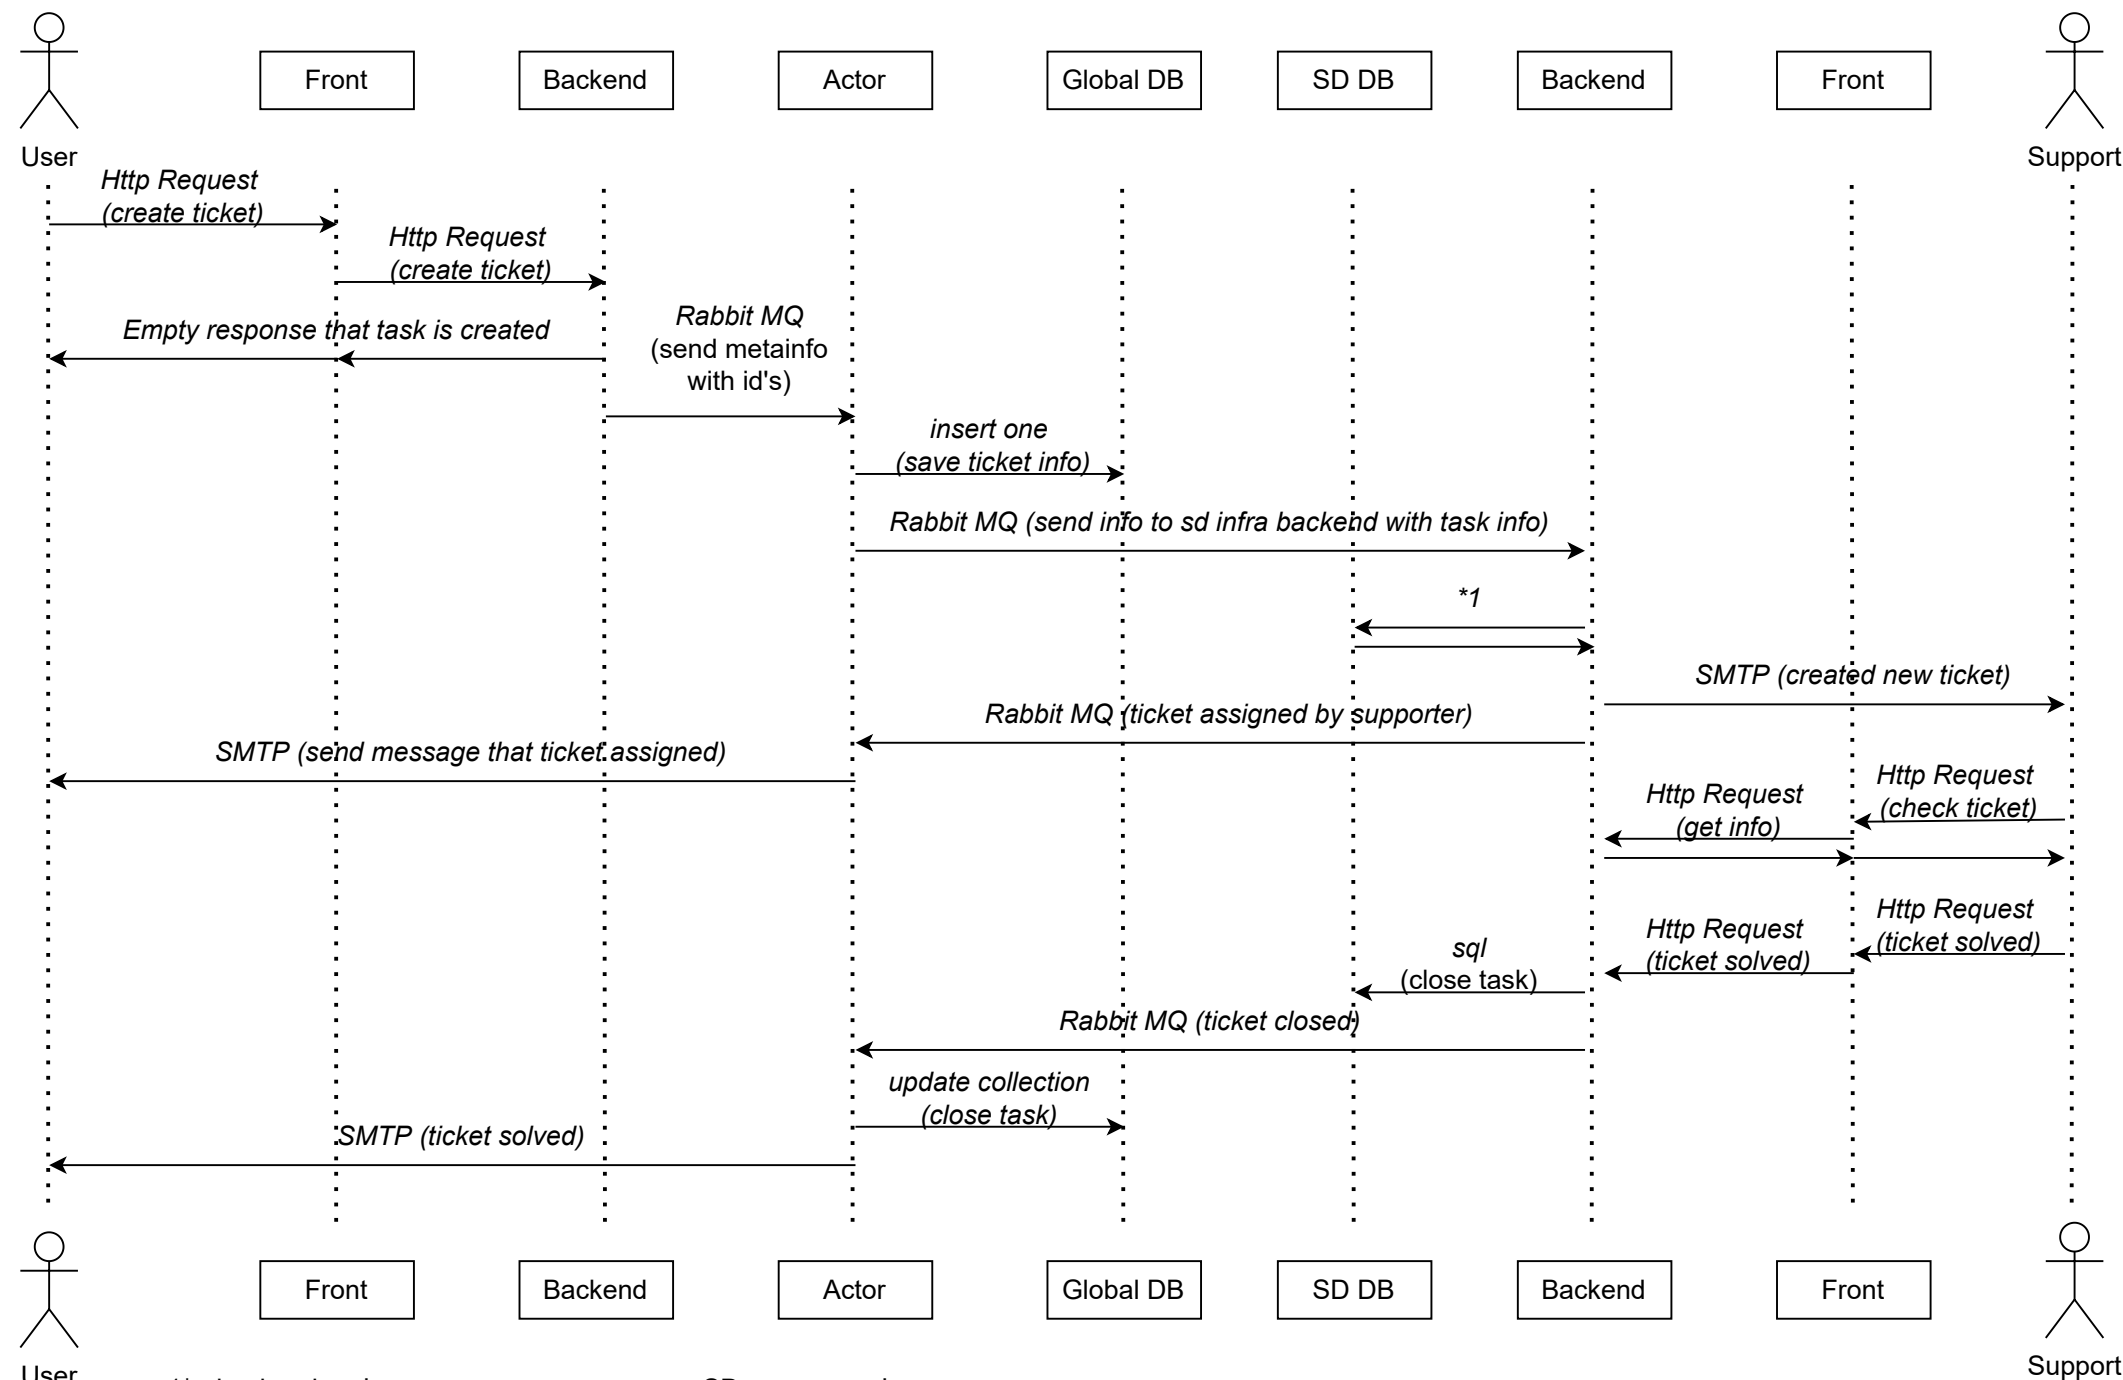 Front
Backend
Actor
Global DB
SD DB
Backend
Front
User
Support
Http Request
(create ticket)
Http Request
(create ticket)
Rabbit MQ
(send metainfo
with id's)
Empty response that task is created
insert one
(save ticket info)
Rabbit MQ (send info to sd infra backend with task info)
*1
SMTP (created new ticket)
Rabbit MQ (ticket assigned by supporter)
SMTP (send message that ticket assigned)
Http Request
(check ticket)
Http Request
(get info)
Http Request
(ticket solved)
Http Request
(ticket solved)
sql
(close task)
Rabbit MQ (ticket closed)
update collection
(close task)
SMTP (ticket solved)
Front
Backend
Actor
Global DB
SD DB
Backend
Front
User
Support